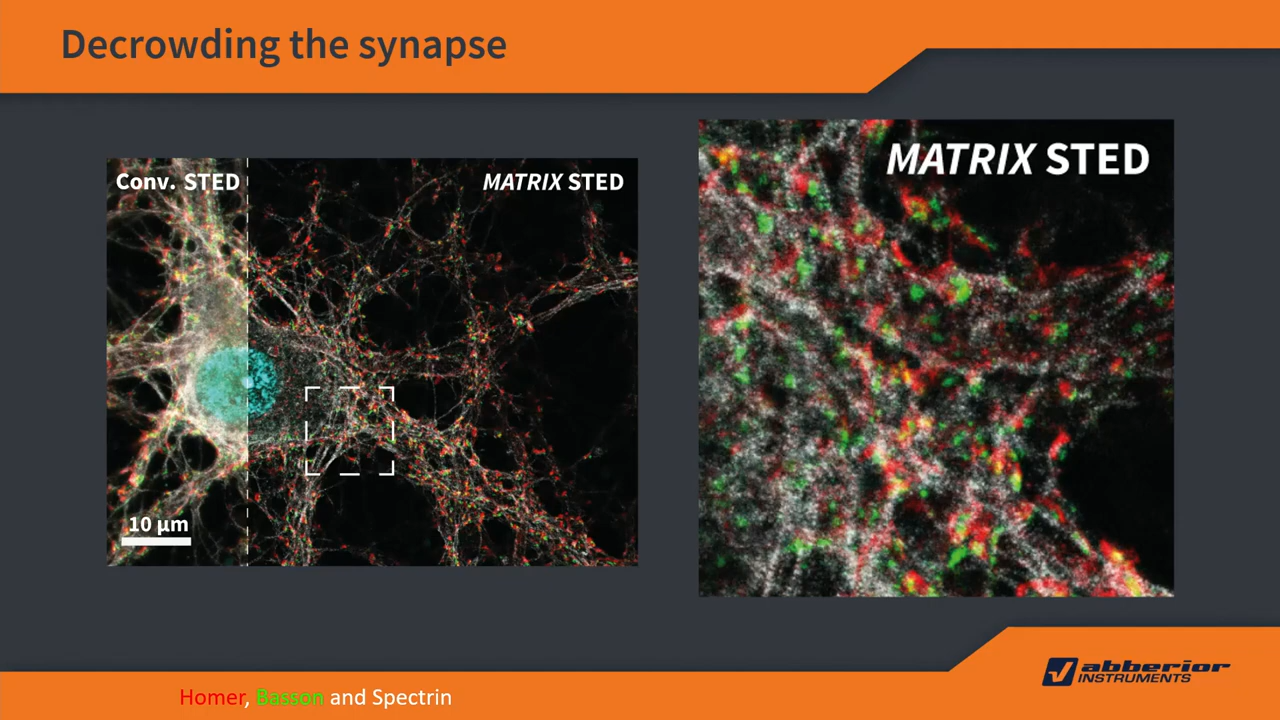 Decrowding the synapse
Conv. STED
MATRIX STED
10 µm
MATRIX STED
Homer, Basson and Spectrin
abberior
INSTRUMENTS